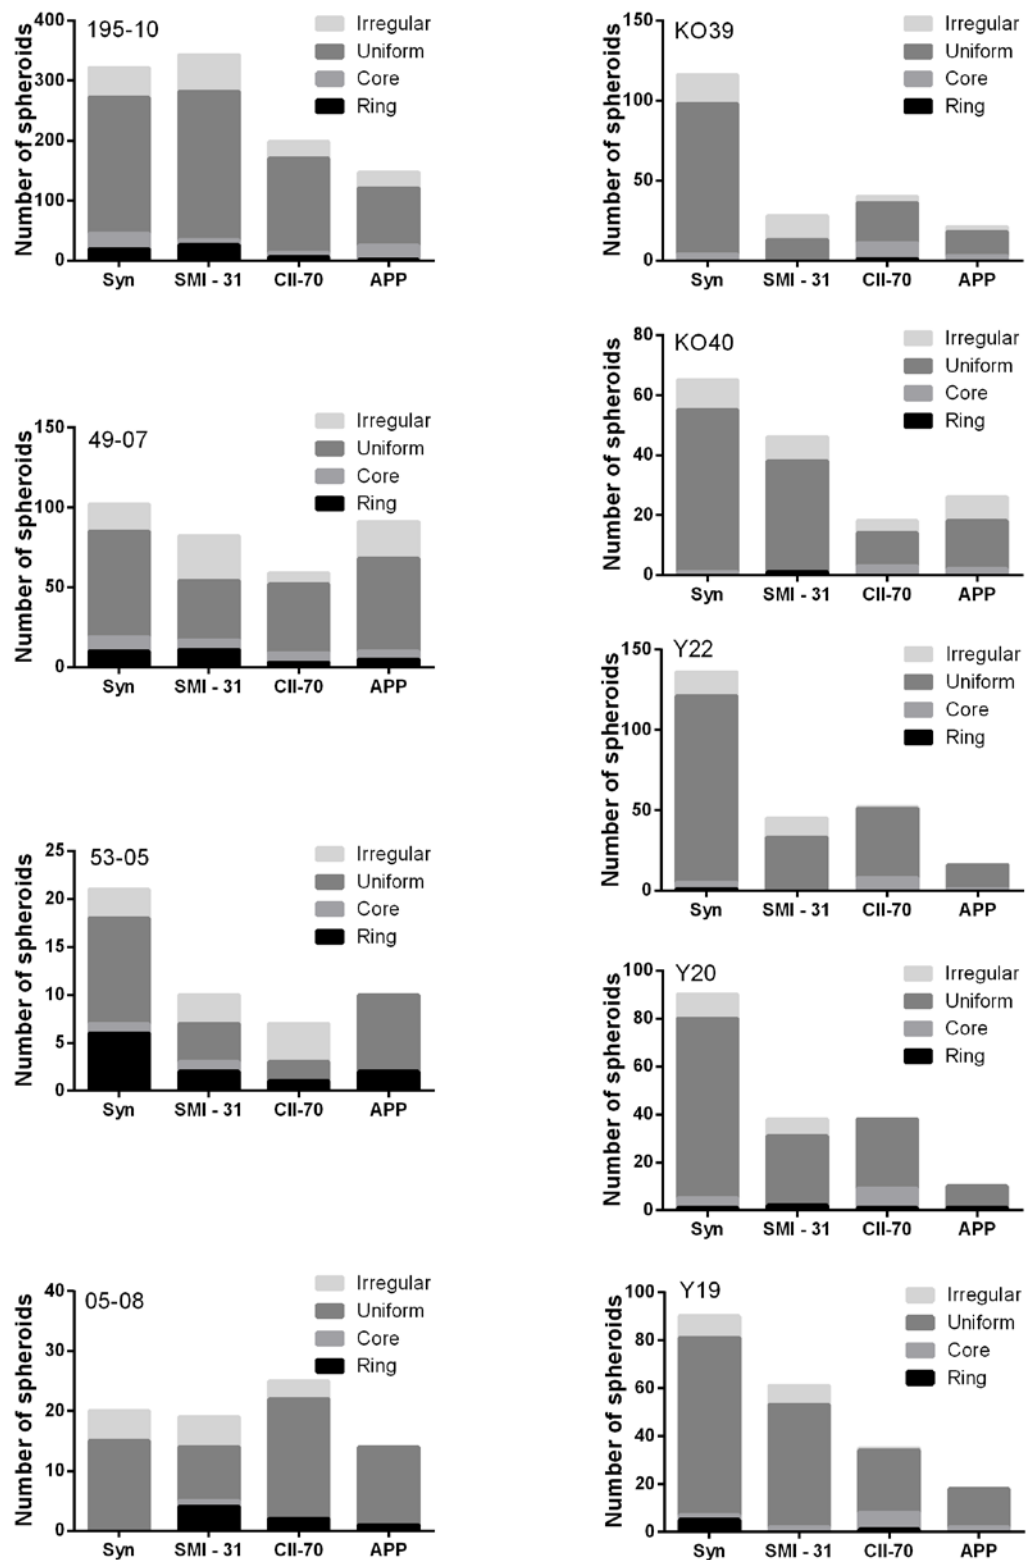 195-10
Number of spheroids
400
300
200
100
0
Irregular
Uniform
Core
Ring
Syn SMI - 31 CII-70 APP
49-07
Number of spheroids
150
100
50
0
Irregular
Uniform
Core
Ring
Syn SMI - 31 CII-70 APP
53-05
Number of spheroids
25
20
15
10
5
0
Irregular
Uniform
Core
Ring
Syn SMI - 31 CII-70 APP
05-08
Number of spheroids
40
30
20
10
0
Irregular
Uniform
Core
Ring
Syn SMI - 31 CII-70 APP
KO39
Number of spheroids
150
100
50
0
Irregular
Uniform
Core
Ring
Syn SMI - 31 CII-70 APP
KO40
Number of spheroids
80
60
40
20
0
Irregular
Uniform
Core
Ring
Syn SMI - 31 CII-70 APP
Y22
Number of spheroids
150
100
50
0
Irregular
Uniform
Core
Ring
Syn SMI - 31 CII-70 APP
Y20
Number of spheroids
100
80
60
40
20
0
Irregular
Uniform
Core
Ring
Syn SMI - 31 CII-70 APP
Y19
Number of spheroids
100
80
60
40
20
0
Irregular
Uniform
Core
Ring
Syn SMI - 31 CII-70 APP